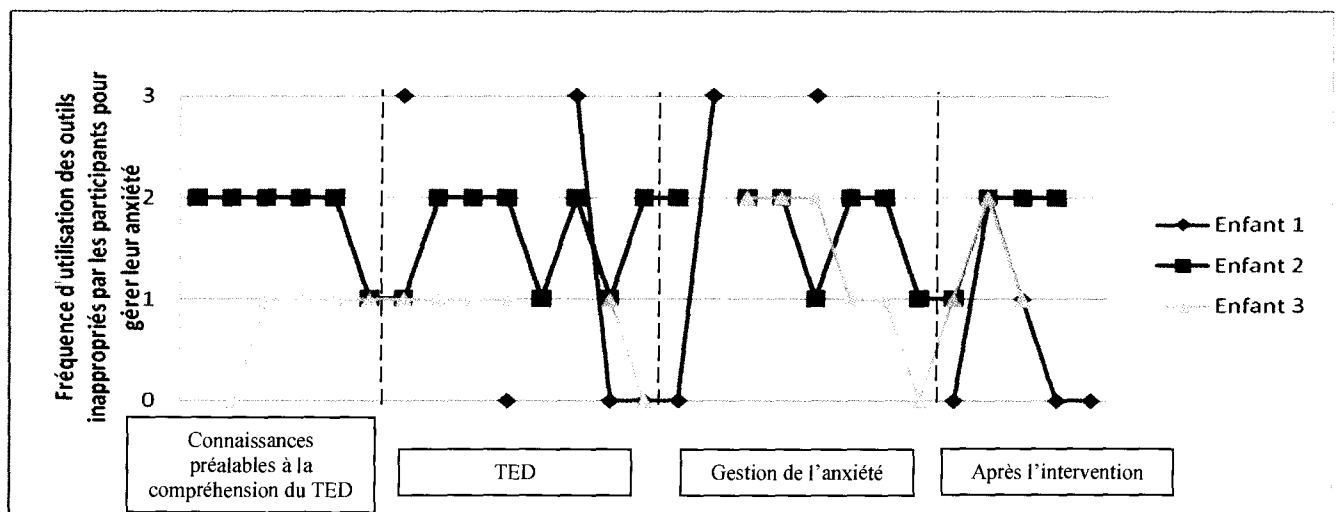 Fréquence d'utilisation des outils
inappropriés par les participants pour
gérer leur anxiété
3
2
1
0
Enfant 1
Enfant 2
Enfant 3
Connaissances
préalables à la
compréhension du TED
TED
Gestion de l'anxiété
Après l'intervention